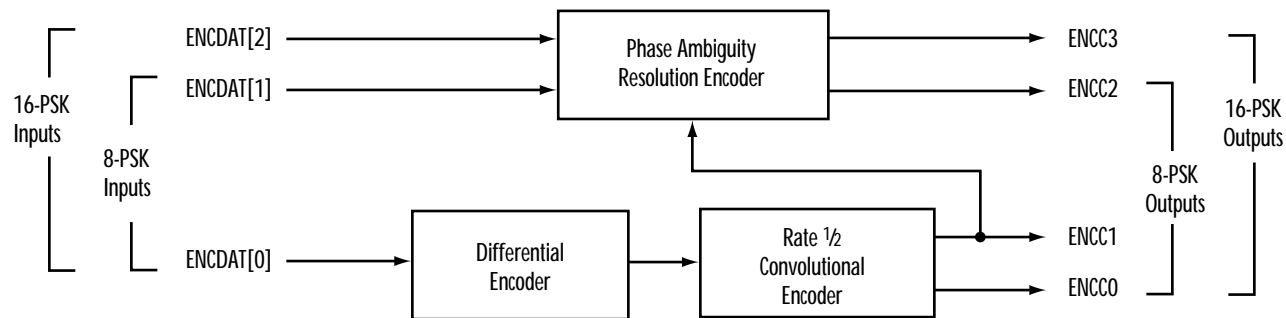 ENCDAT[2]
ENCDAT[1]
16-PSK
Inputs
8-PSK
Inputs
ENCDAT[0]
Phase Ambiguity
Resolution Encoder
Differential
Encoder
Rate ½
Convolutional
Encoder
ENCC3
ENCC2
16-PSK
Outputs
8-PSK
Outputs
ENCC1
ENCC0